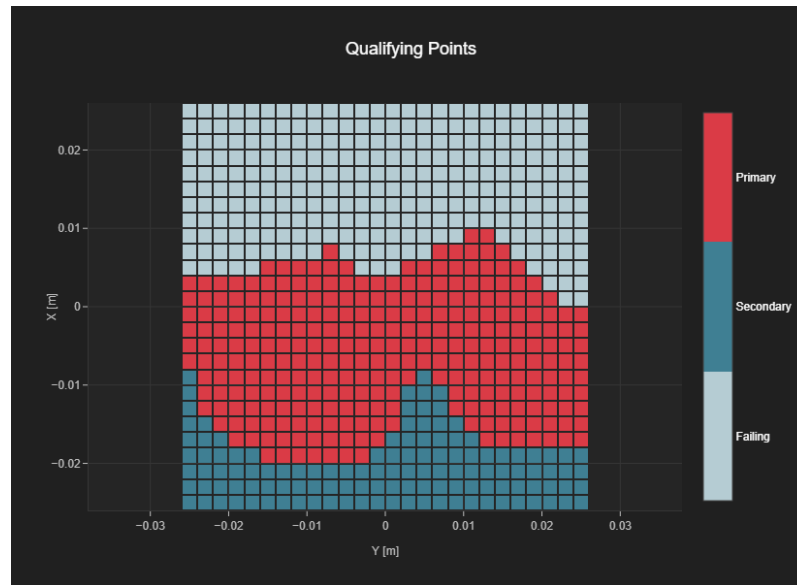 Qualifying Points
0.02
0.01
0
−0.01
−0.02
X [m]
−0.03
−0.02
−0.01
0
0.01
0.02
0.03
Y [m]
Primary
Secondary
Failing